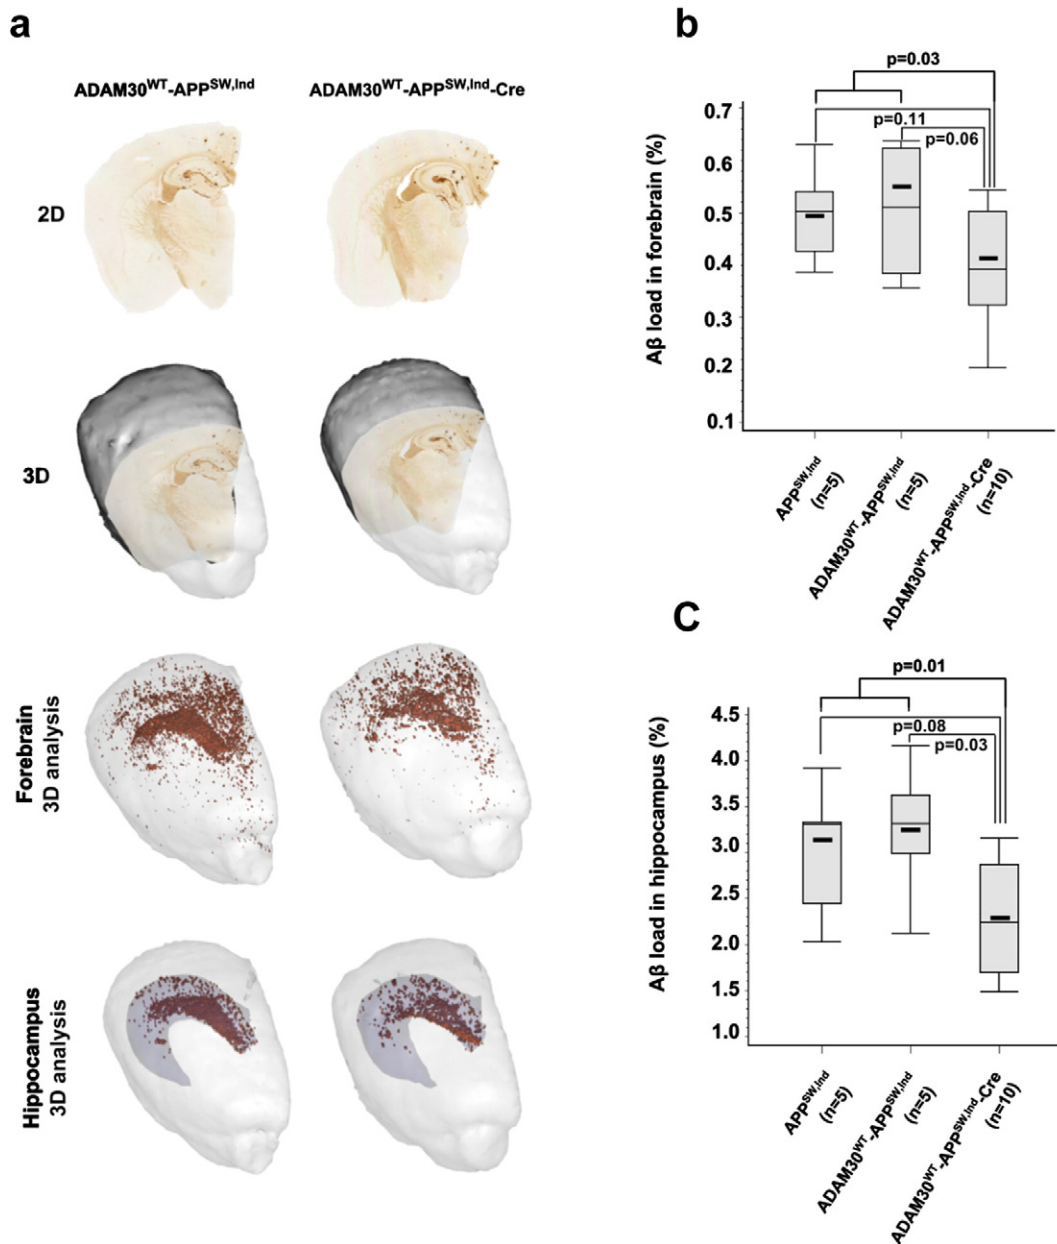 a
ADAM30WT-APPSW,Ind
ADAM30WT-APPSW,Ind-Cre
2D
3D
Forebrain
3D analysis
Hippocampus
3D analysis
b
p=0.03
p=0.11
p=0.06
Aβ load in forebrain (%)
0.7
0.6
0.5
0.4
0.3
0.2
0.1
APPSW,Ind
(n=5)
ADAM30WT-APPSW,Ind
(n=5)
ADAM30WT-APPSW,Ind-Cre
(n=10)
C
p=0.01
p=0.08
p=0.03
Aβ load in hippocampus (%)
4.5
4.0
3.5
3.0
2.5
2.0
1.5
1.0
APPSW,Ind
(n=5)
ADAM30WT-APPSW,Ind
(n=5)
ADAM30WT-APPSW,Ind-Cre
(n=10)